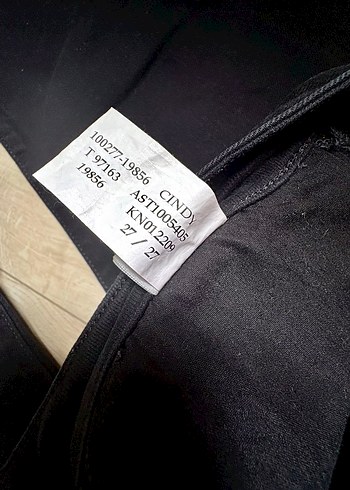 100277-19856 CINDY
T 97163 AST1005405
19856 KN012209
27 / 27